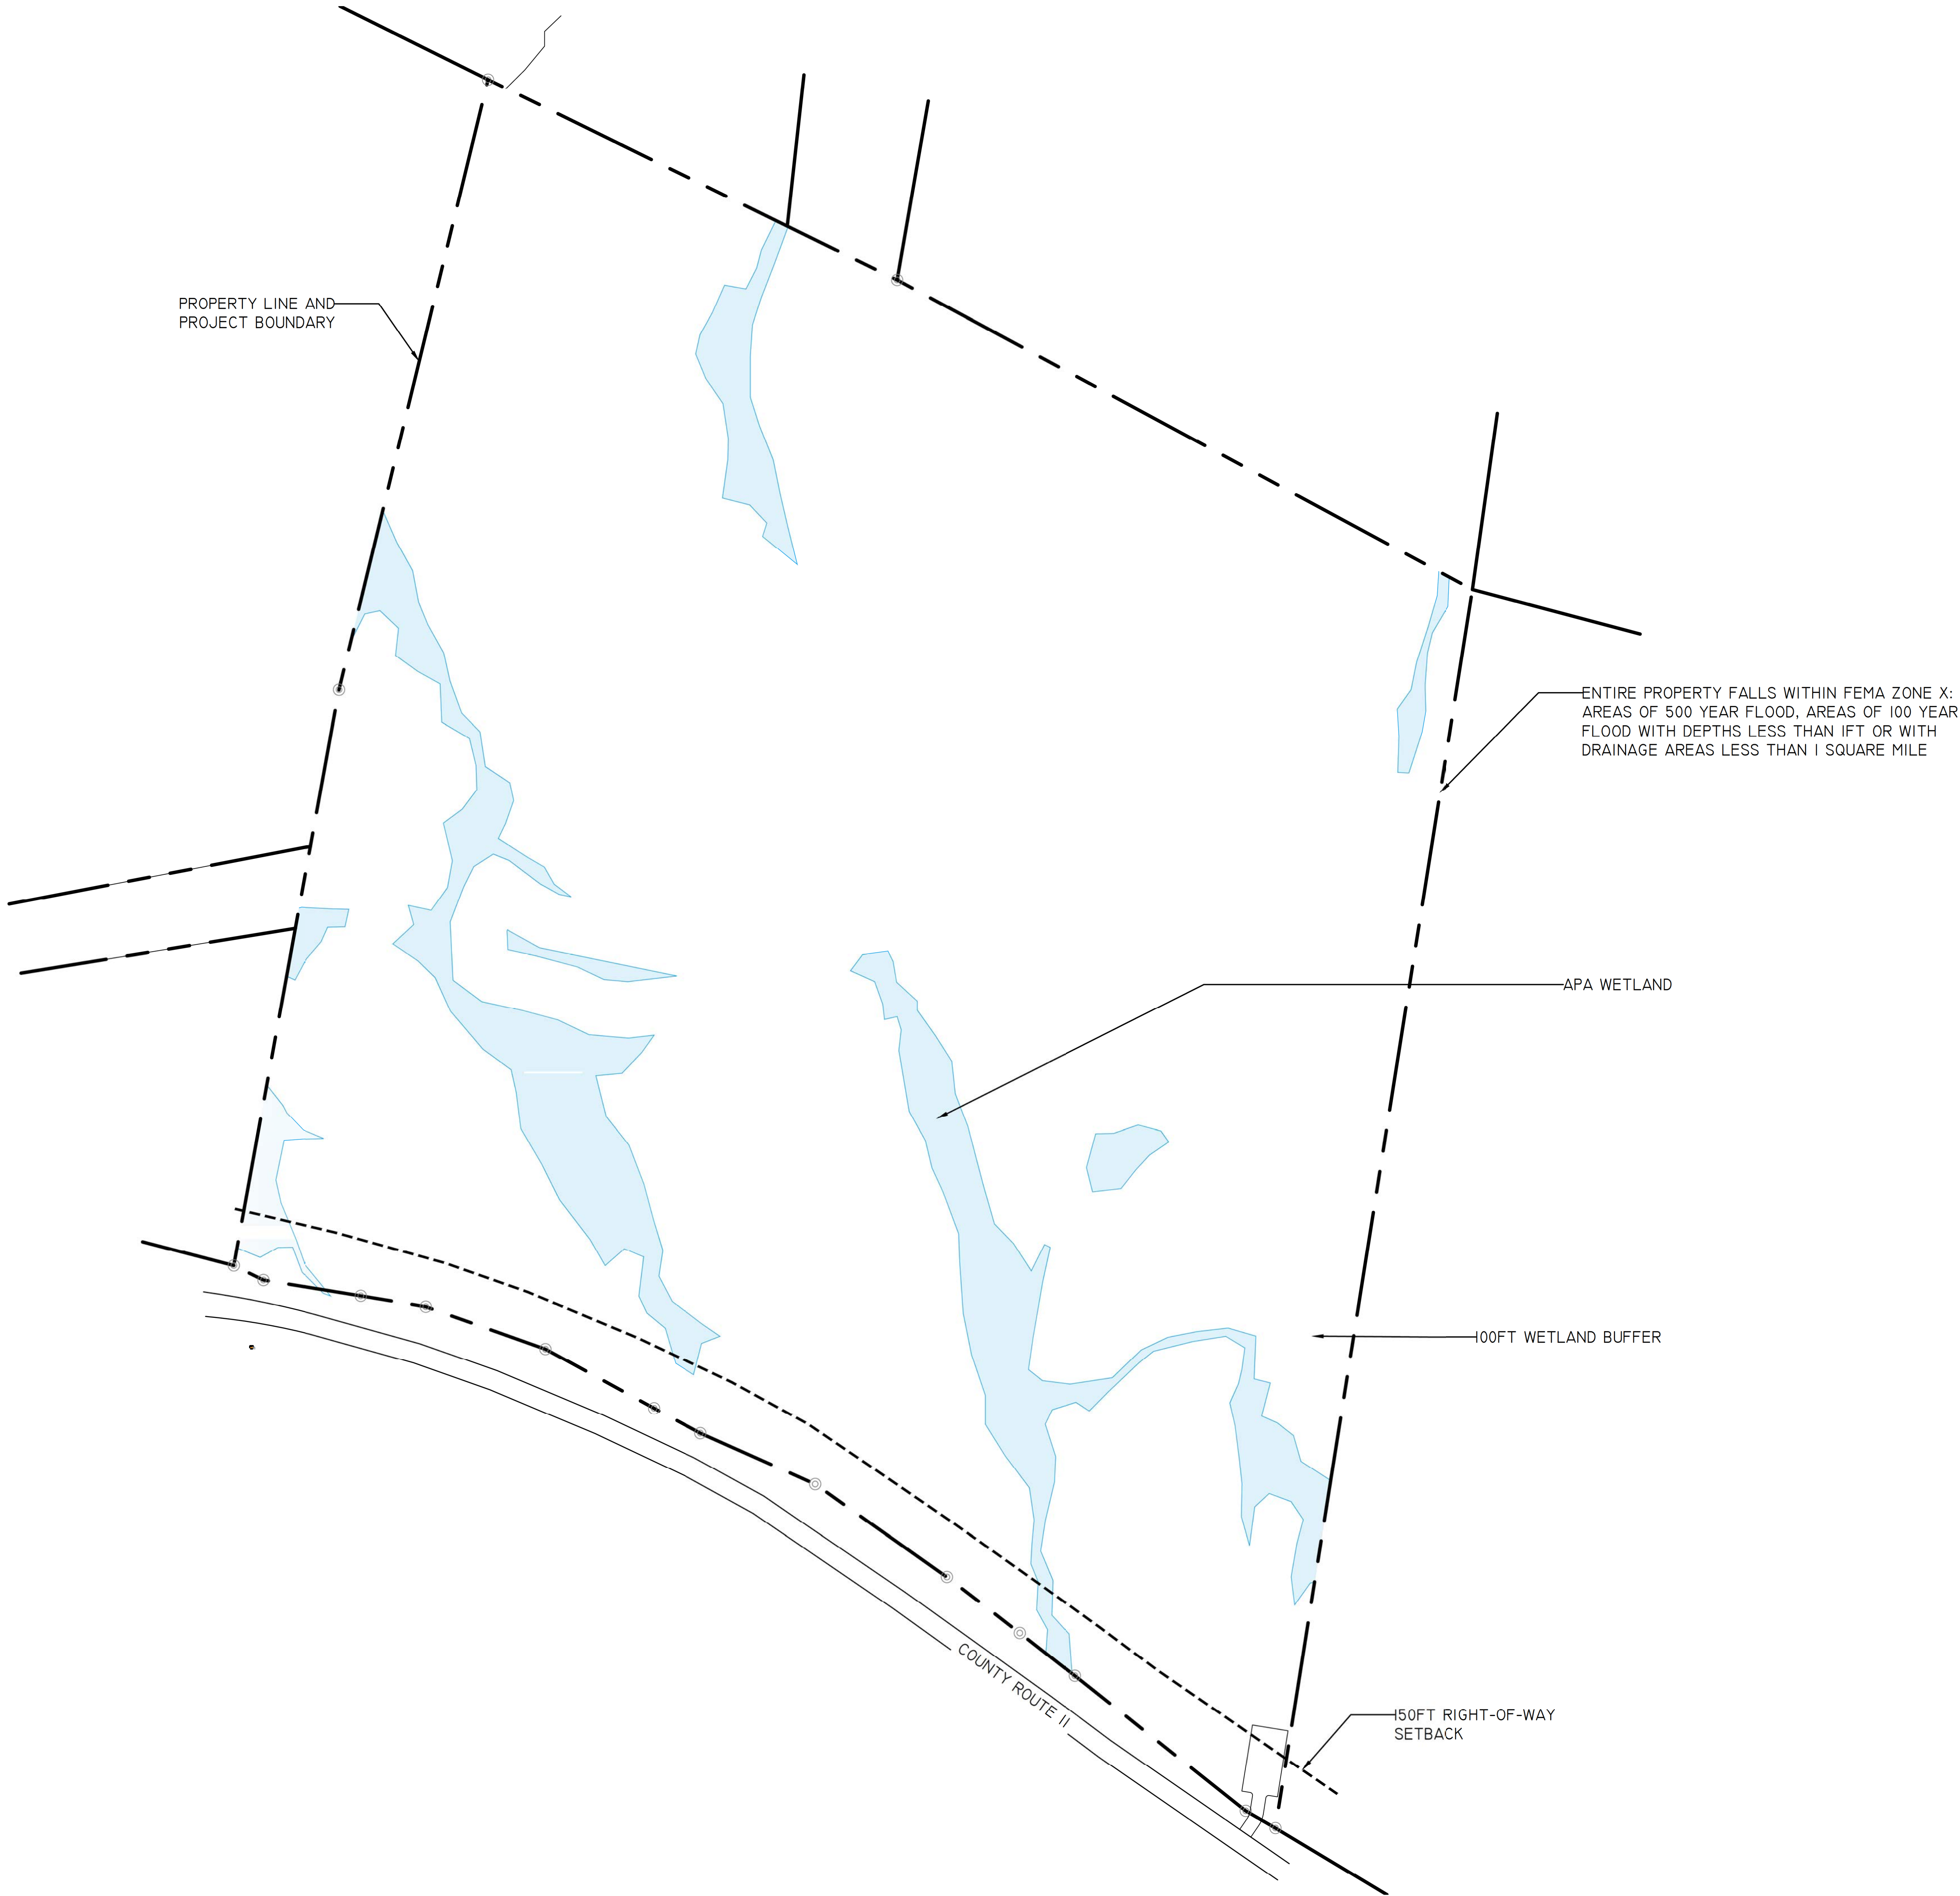 PROPERTY LINE AND
PROJECT BOUNDARY
ENTIRE PROPERTY FALLS WITHIN FEMA ZONE X:
AREAS OF 500 YEAR FLOOD, AREAS OF 100 YEAR
FLOOD WITH DEPTHS LESS THAN 1FT OR WITH
DRAINAGE AREAS LESS THAN 1 SQUARE MILE
APA WETLAND
100FT WETLAND BUFFER
COUNTY ROUTE 11
150FT RIGHT-OF-WAY
SETBACK